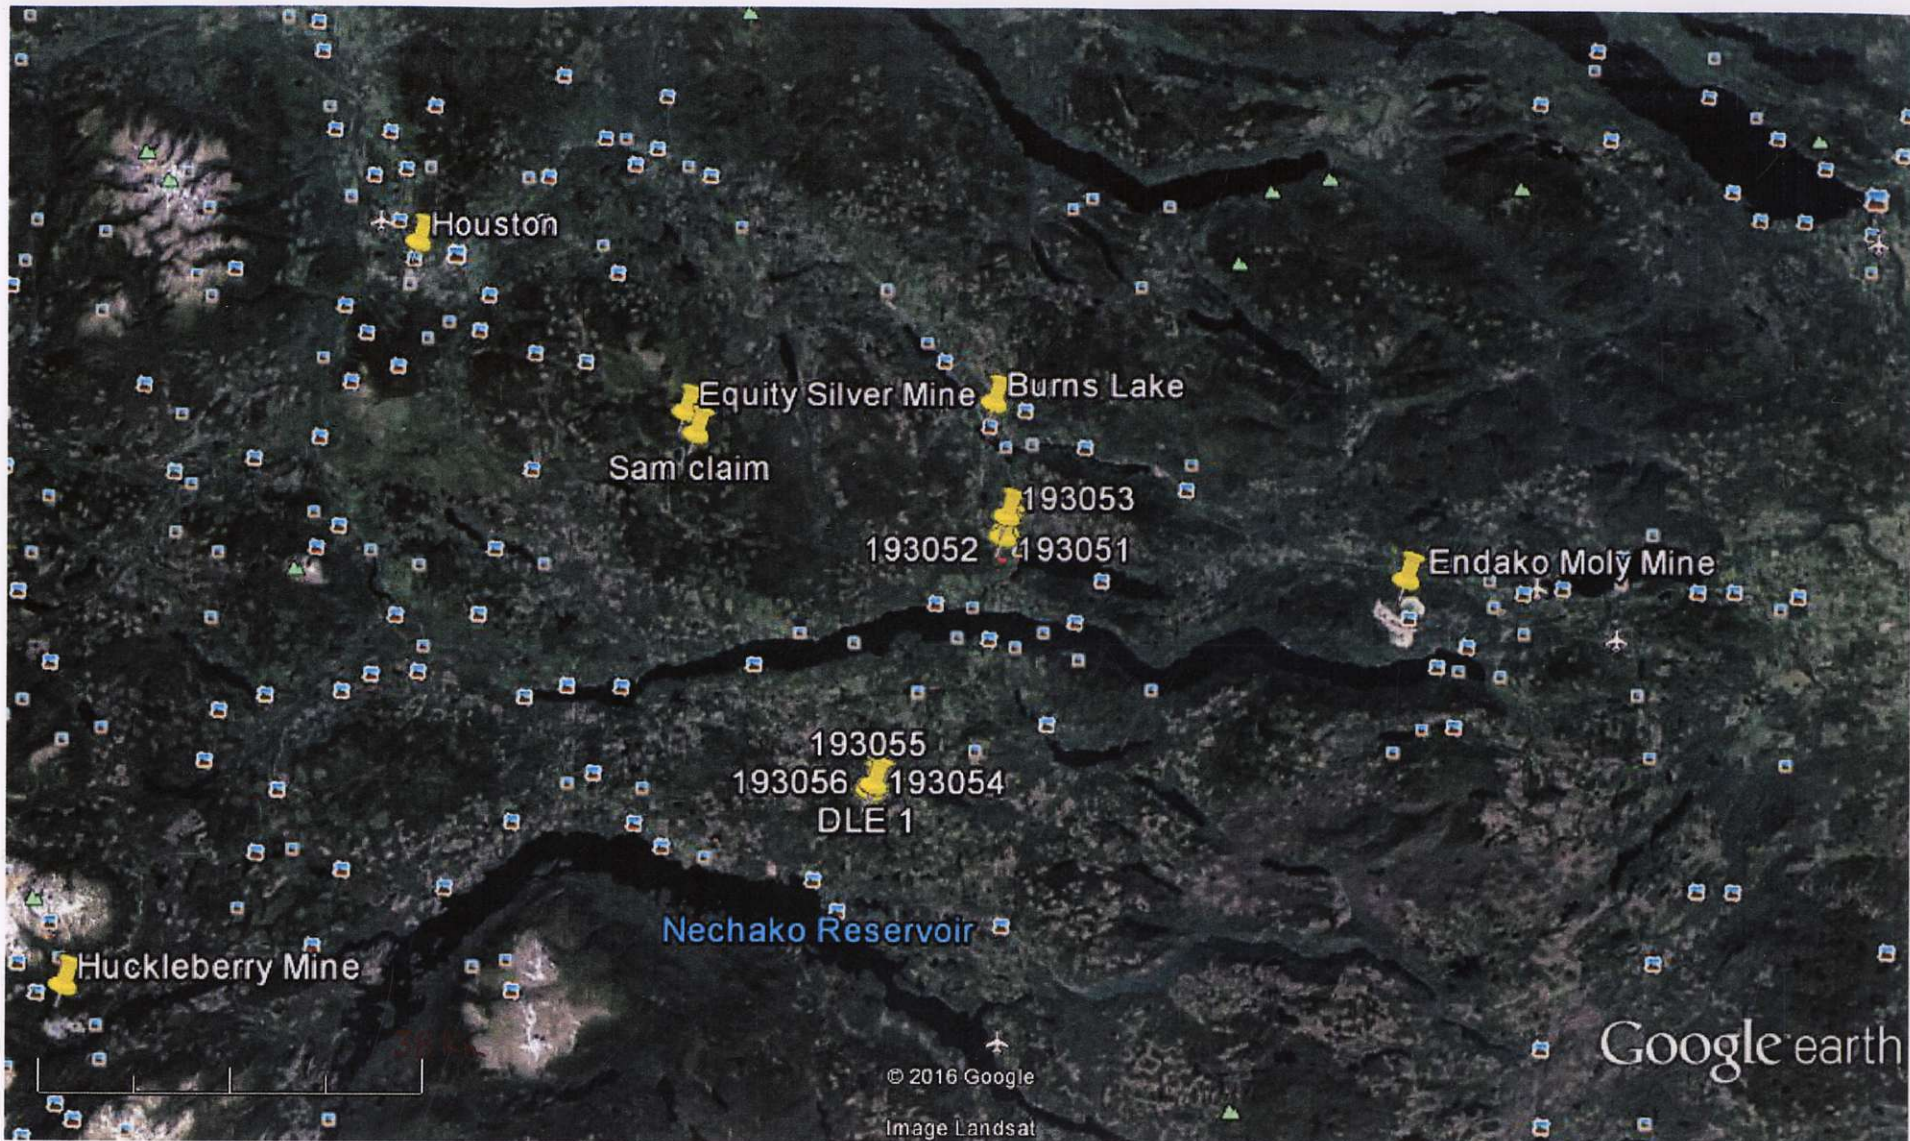 Houston
Equity Silver Mine
Burns Lake
Sam claim
193053
193052
193051
Endako Moly Mine
193055
193056
193054
DLE 1
Nechako Reservoir
Huckleberry Mine
Google earth
© 2016 Google
Image Landsat